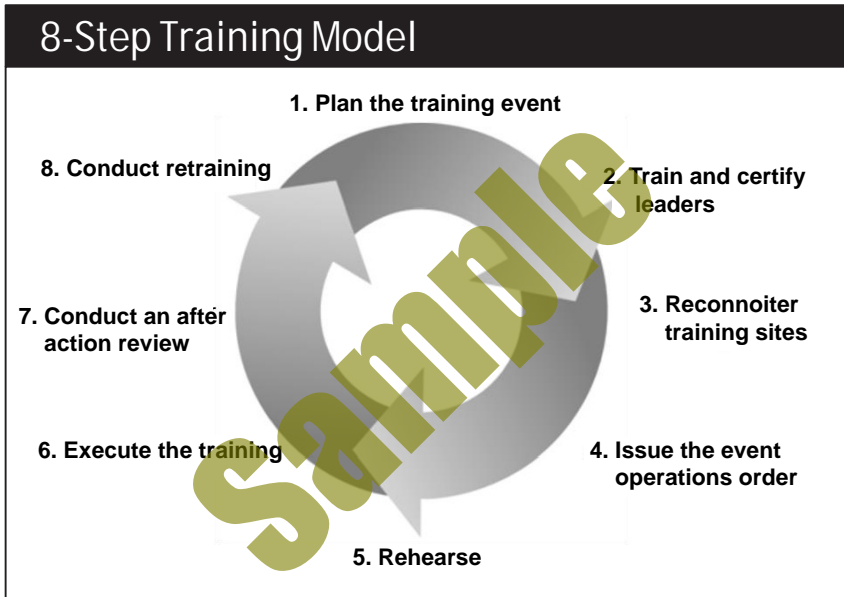 8-Step Training Model
1. Plan the training event
2. Train and certify
leaders
3. Reconnoiter
training sites
4. Issue the event
operations order
5. Rehearse
6. Execute the training
7. Conduct an after
action review
8. Conduct retraining
Sample